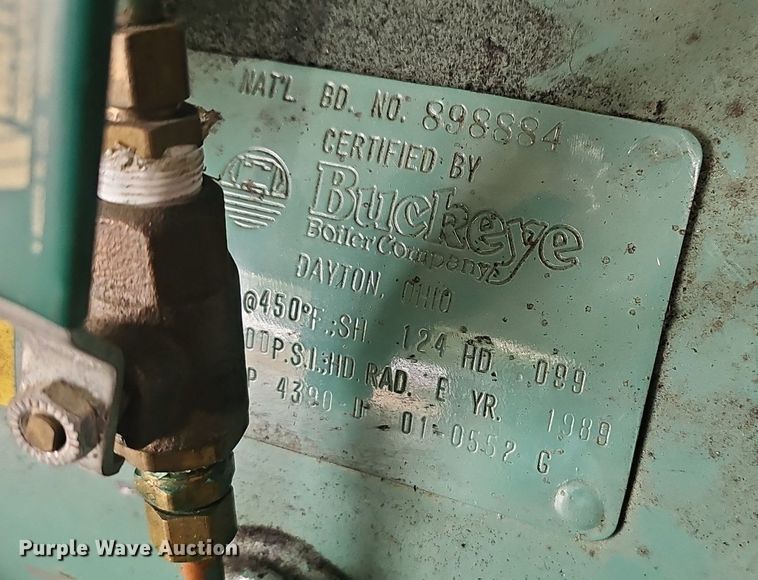 NAT'L. BD. NO. 898884
CERTIFIED BY
Buckeye
Boiler Company
DAYTON, OHIO
@450°F.;SH. .124 HD. .099
P.S.I.;HD. RAD. E YR. 1989
P- 4390-D- 01-0552 G
Purple Wave Auction